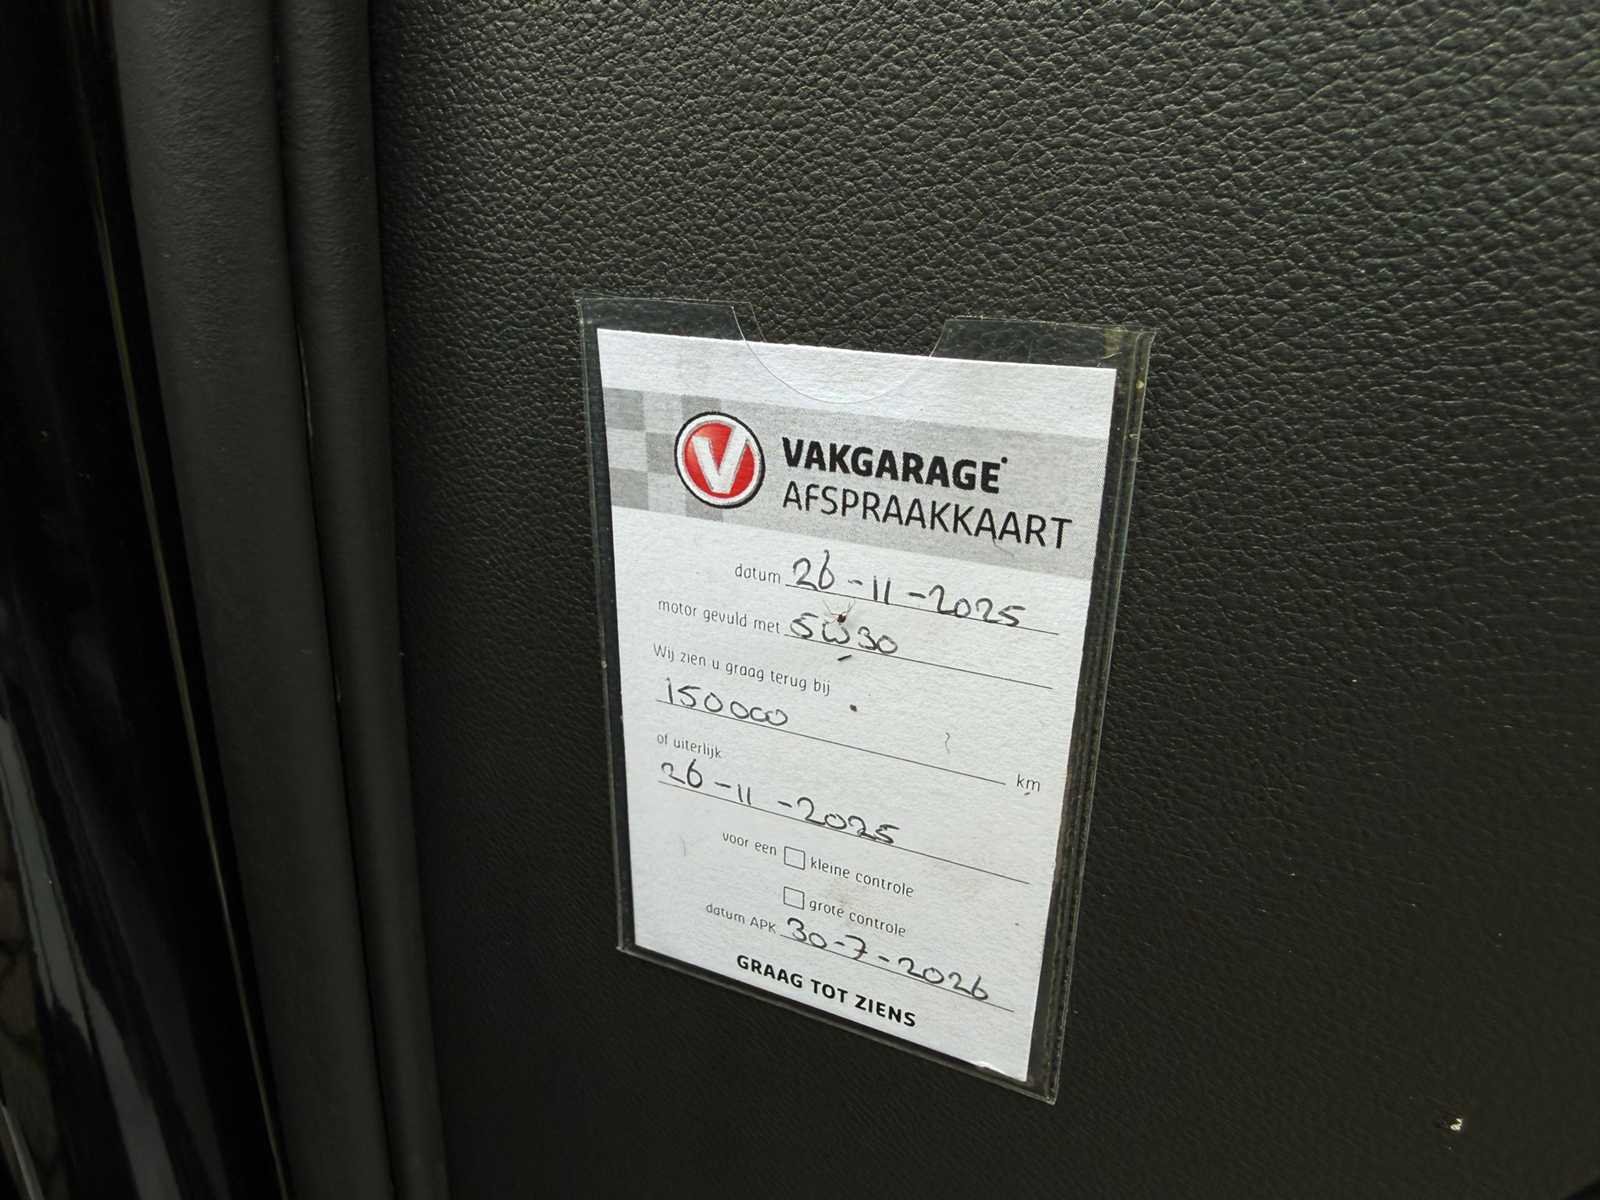 V
VAKGARAGE
AFSPRAAKKAART
datum 26-11-2025
motor gevuld met 5W30
Wij zien u graag terug bij
150000 km
of uiterlijk
26-11-2025
voor een kleine controle
grote controle
datum APK 30-7-2026
GRAAG TOT ZIENS